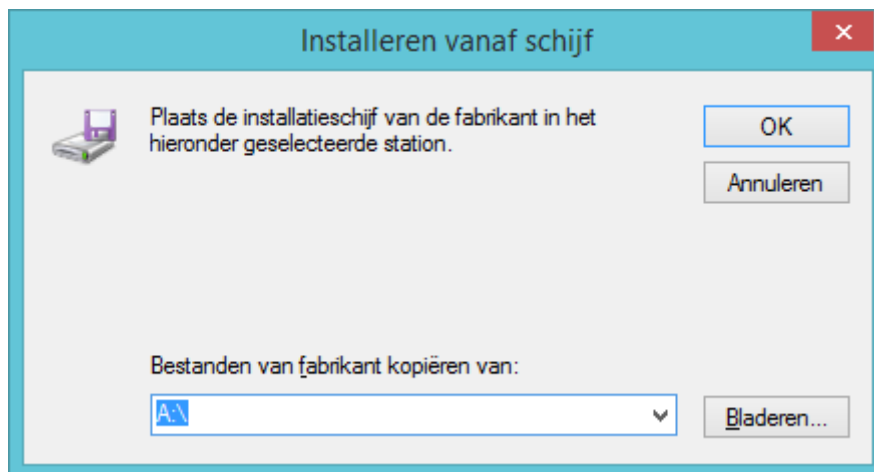 Installeren vanaf schijf
Plaats de installatieschijf van de fabrikant in het
hieronder geselecteerde station.
OK
Annuleren
Bestanden van fabrikant kopiëren van:
A:\
Bladeren...